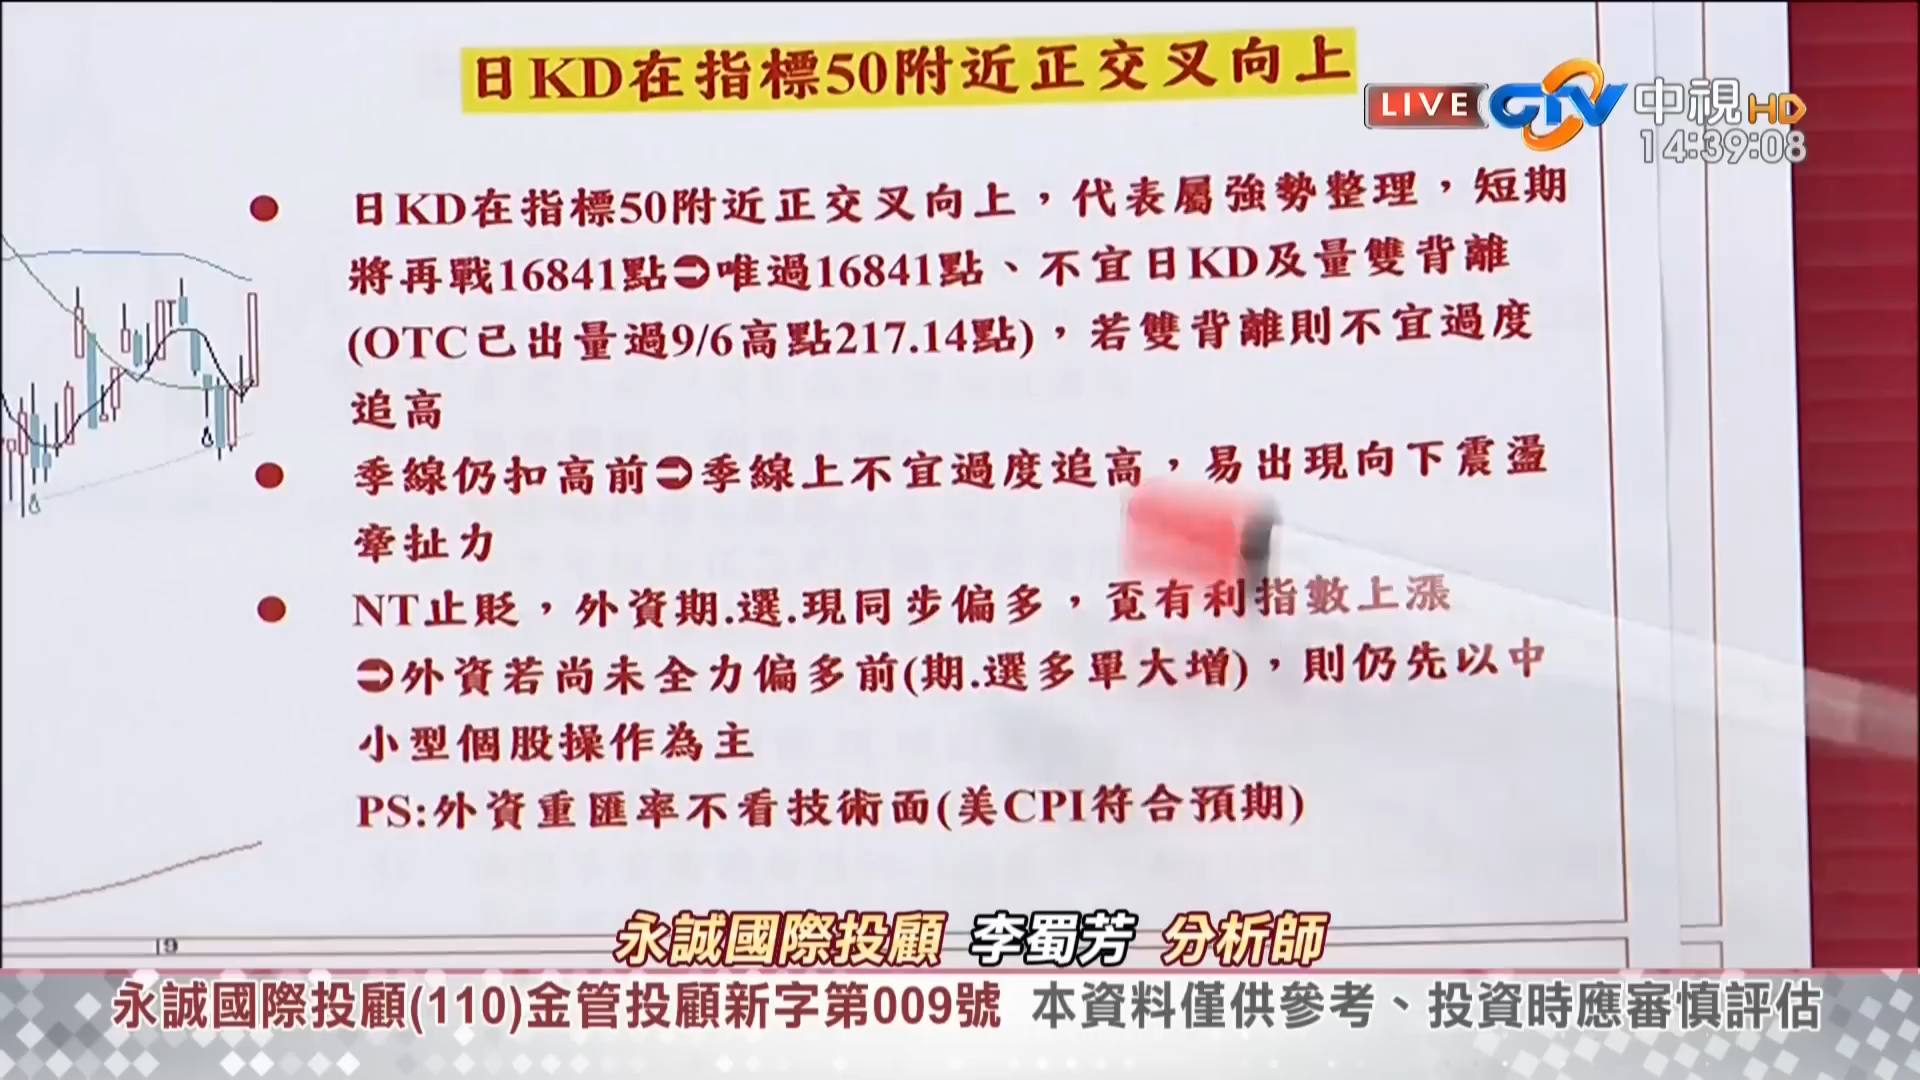 日KD在指標50附近正交叉向上
LIVE CTV 中視HD
14:39:08
● 日KD在指標50附近正交叉向上，代表屬強勢整理，短期
將再戰16841點➲唯過16841點、不宜日KD及量雙背離
(OTC已出量過9/6高點217.14點)，若雙背離則不宜過度
追高
● 季線仍扣高前➲季線上不宜過度追高，易出現向下震盪
牽扯力
● NT止貶，外資期.選.現同步偏多，竟有利指數上漲
➲外資若尚未全力偏多前(期.選多單大增)，則仍先以中
小型個股操作為主
PS:外資重匯率不看技術面(美CPI符合預期)
9
永誠國際投顧 李蜀芳 分析師
永誠國際投顧(110)金管投顧新字第009號 本資料僅供參考、投資時應審慎評估